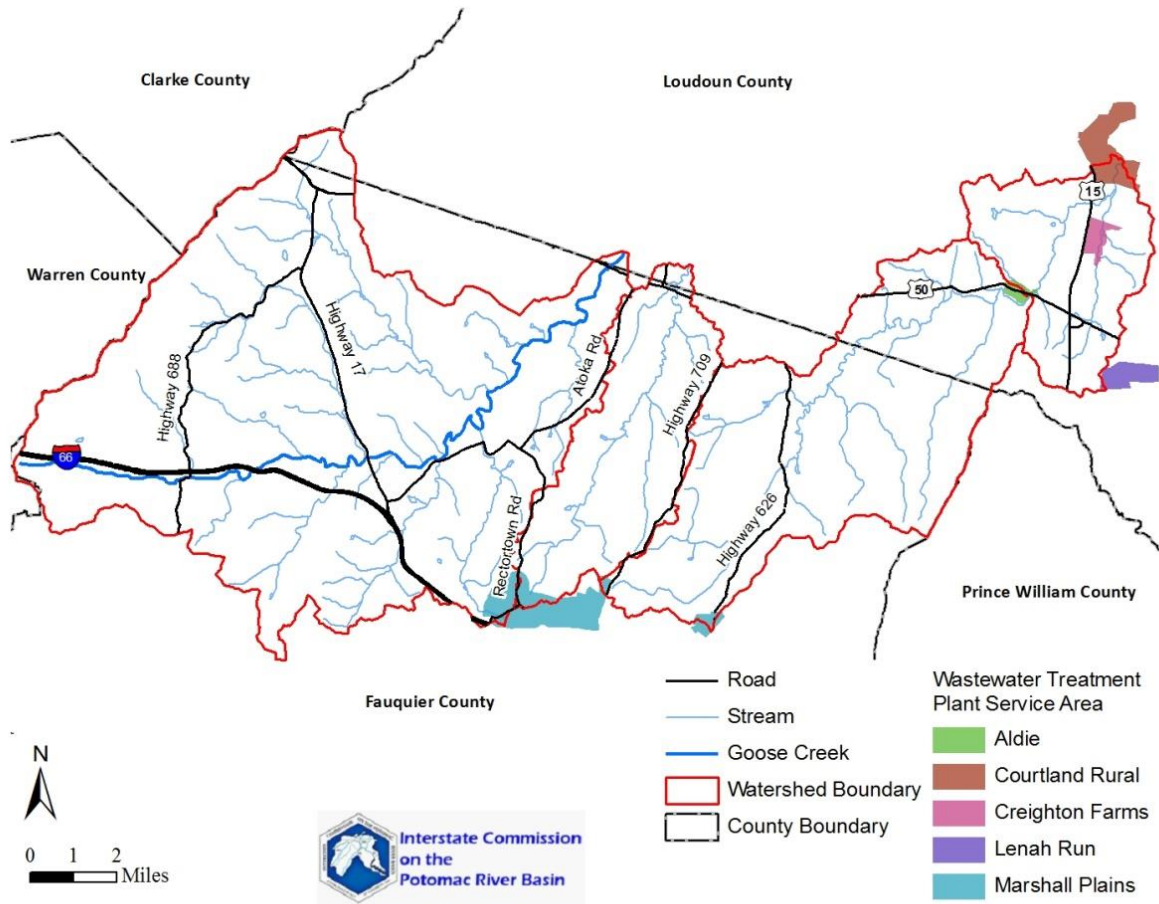 Clarke County
Loudoun County
15
Warren County
50
Highway 688
Highway 17
Atoka Rd
Highway 709
66
Highway 626
Rectortown Rd
Prince William County
Fauquier County
Road
Stream
Goose Creek
Watershed Boundary
County Boundary
Wastewater Treatment
Plant Service Area
Aldie
Courtland Rural
Creighton Farms
Lenah Run
Marshall Plains
N
0 1 2
Miles
Interstate Commission
on the
Potomac River Basin